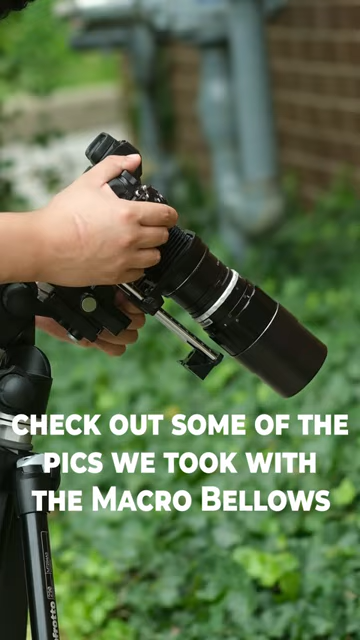 CHECK OUT SOME OF THE
PICS WE TOOK WITH
THE MACRO BELLOWS